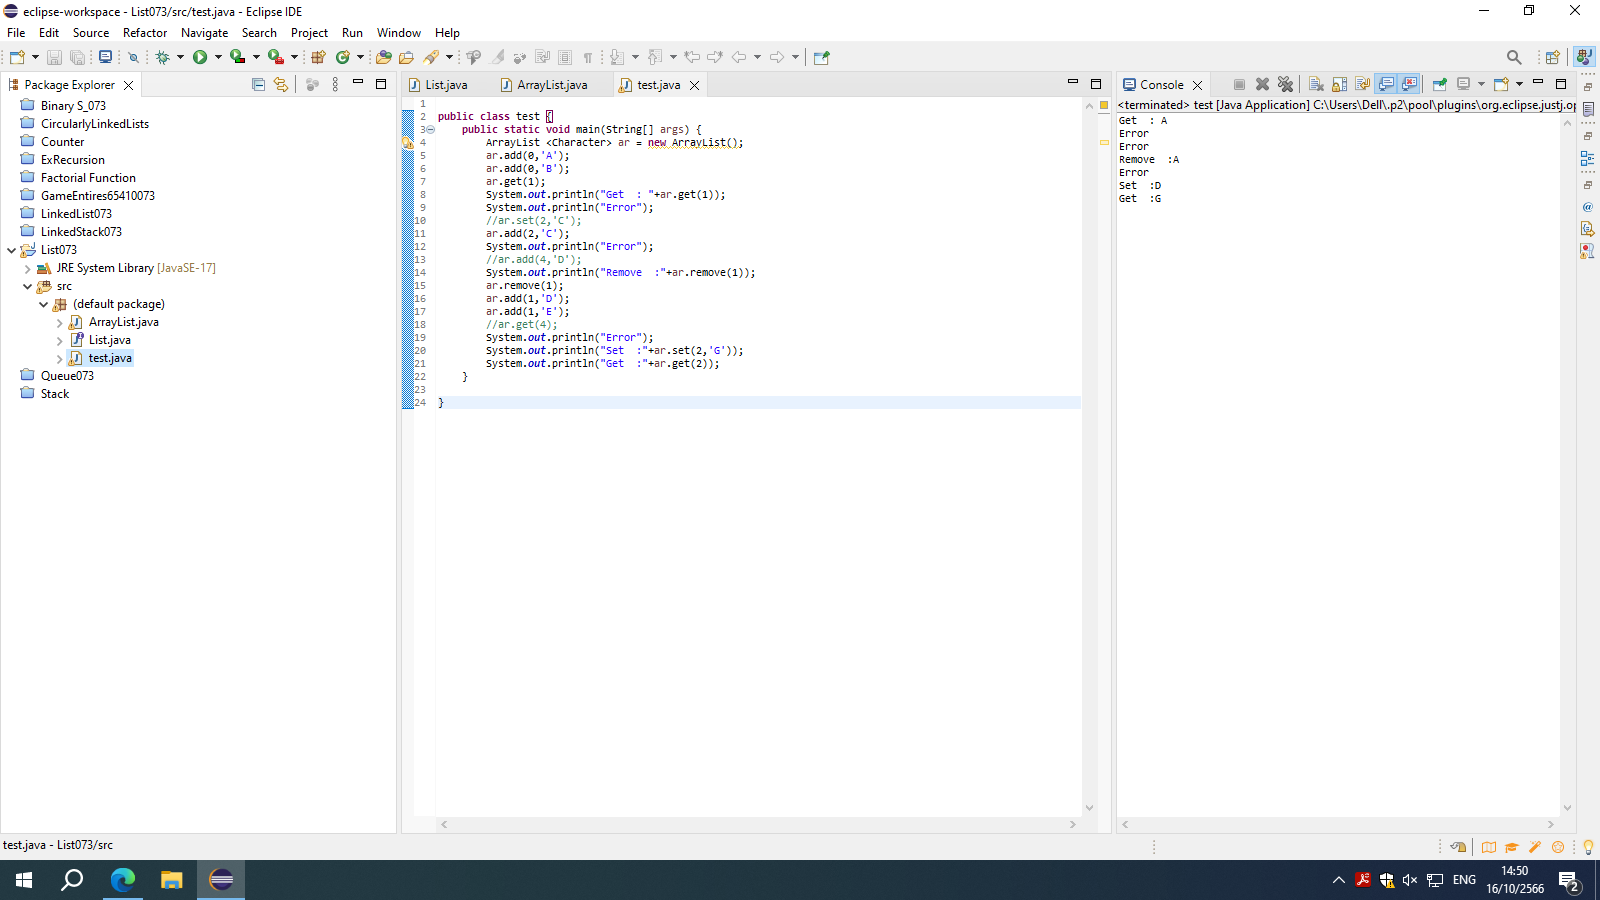 eclipse-workspace - List073/src/test.java - Eclipse IDE
File Edit Source Refactor Navigate Search Project Run Window Help
Package Explorer
Binary S_073
CircularlyLinkedLists
Counter
ExRecursion
Factorial Function
GameEntires65410073
LinkedList073
LinkedStack073
List073
JRE System Library [JavaSE-17]
src
(default package)
ArrayList.java
List.java
test.java
Queue073
Stack
List.java ArrayList.java test.java
1
2 public class test {
3 public static void main(String[] args) {
4 ArrayList <Character> ar = new ArrayList();
5 ar.add(0,'A');
6 ar.add(0,'B');
7 ar.get(1);
8 System.out.println("Get  : "+ar.get(1));
9 System.out.println("Error");
10 //ar.set(2,'C');
11 ar.add(2,'C');
12 System.out.println("Error");
13 //ar.add(4,'D');
14 System.out.println("Remove  :"+ar.remove(1));
15 ar.remove(1);
16 ar.add(1,'D');
17 ar.add(1,'E');
18 //ar.get(4);
19 System.out.println("Error");
20 System.out.println("Set  :"+ar.set(2,'G'));
21 System.out.println("Get  :"+ar.get(2));
22 }
23
24 }
Console
<terminated> test [Java Application] C:\Users\Dell\.p2\pool\plugins\org.eclipse.justj.op
Get  : A
Error
Error
Remove  :A
Error
Set  :D
Get  :G
test.java - List073/src
ENG
14:50
16/10/2566
2